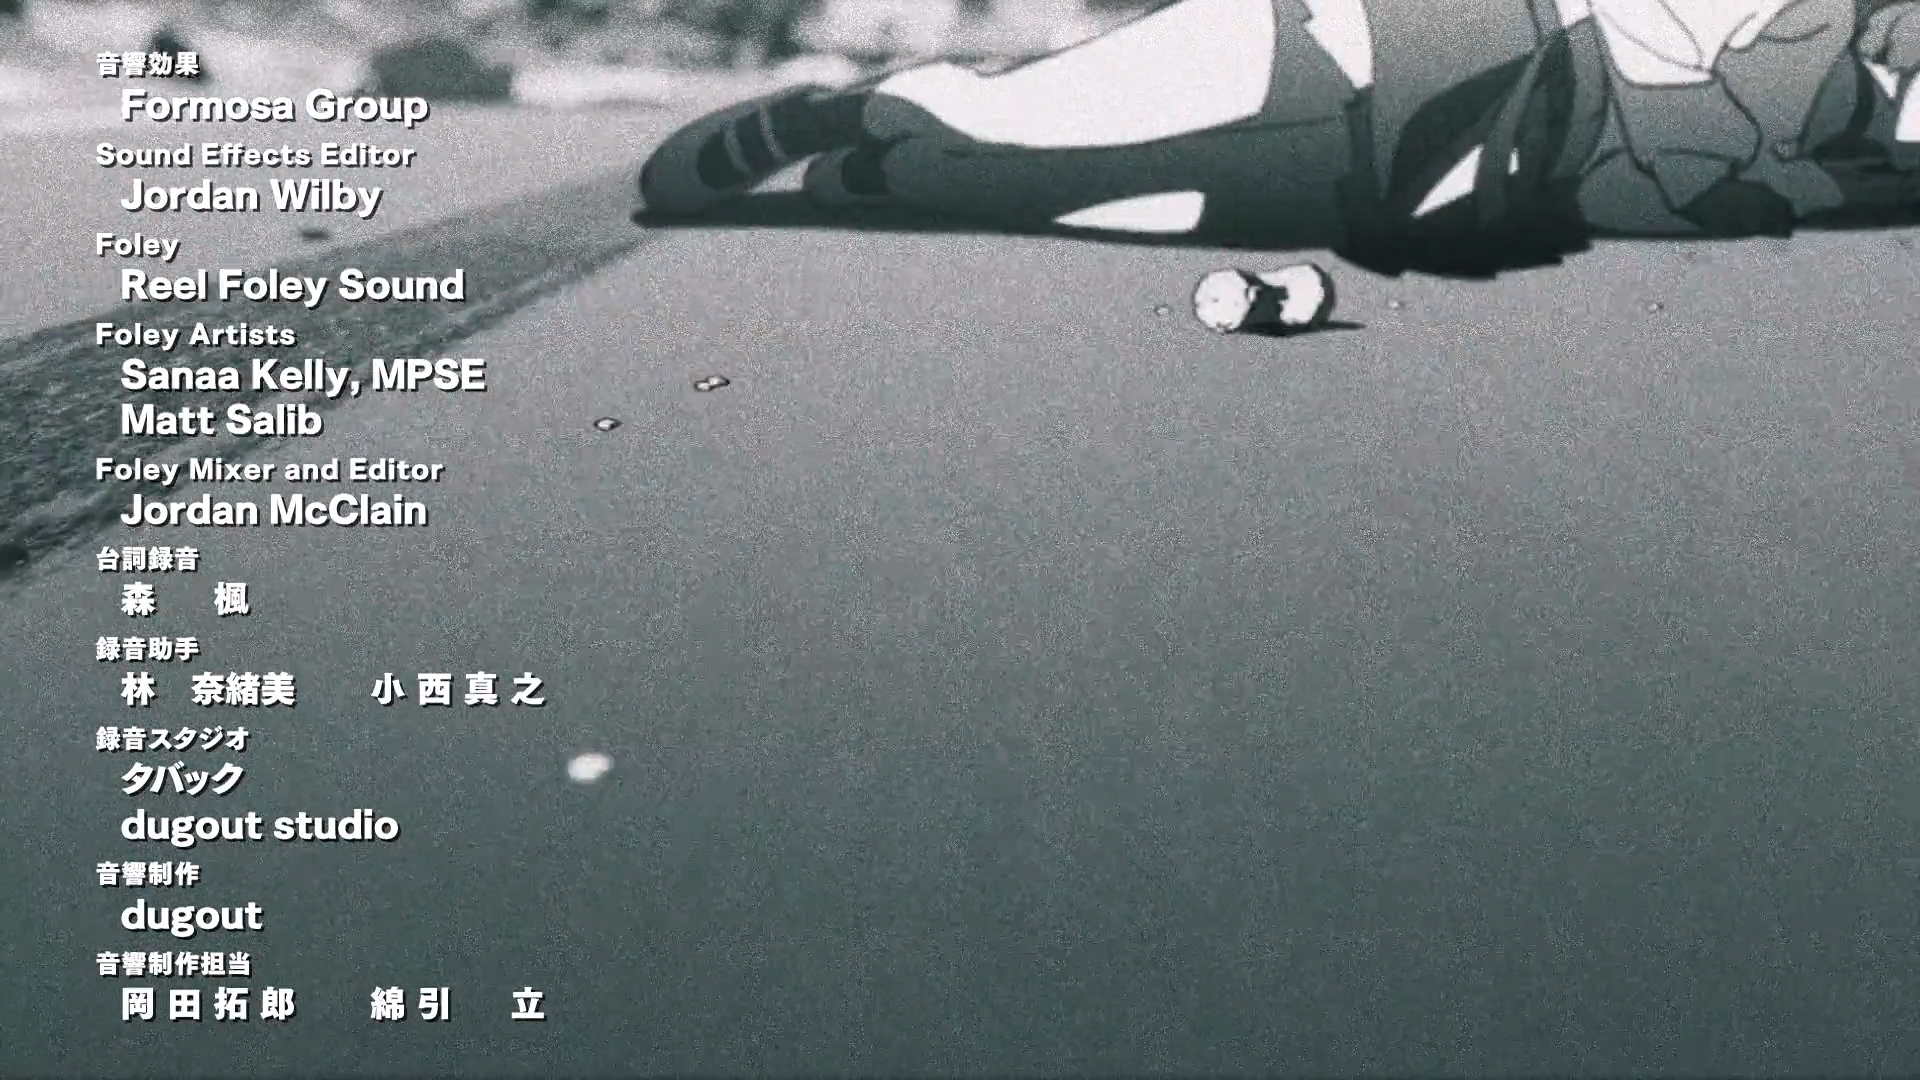 音響効果
Formosa Group
Sound Effects Editor
Jordan Wilby
Foley
Reel Foley Sound
Foley Artists
Sanaa Kelly, MPSE
Matt Salib
Foley Mixer and Editor
Jordan McClain
台詞録音
森　楓
録音助手
林　奈緒美　小西真之
録音スタジオ
タバック
dugout studio
音響制作
dugout
音響制作担当
岡田拓郎　綿引　立